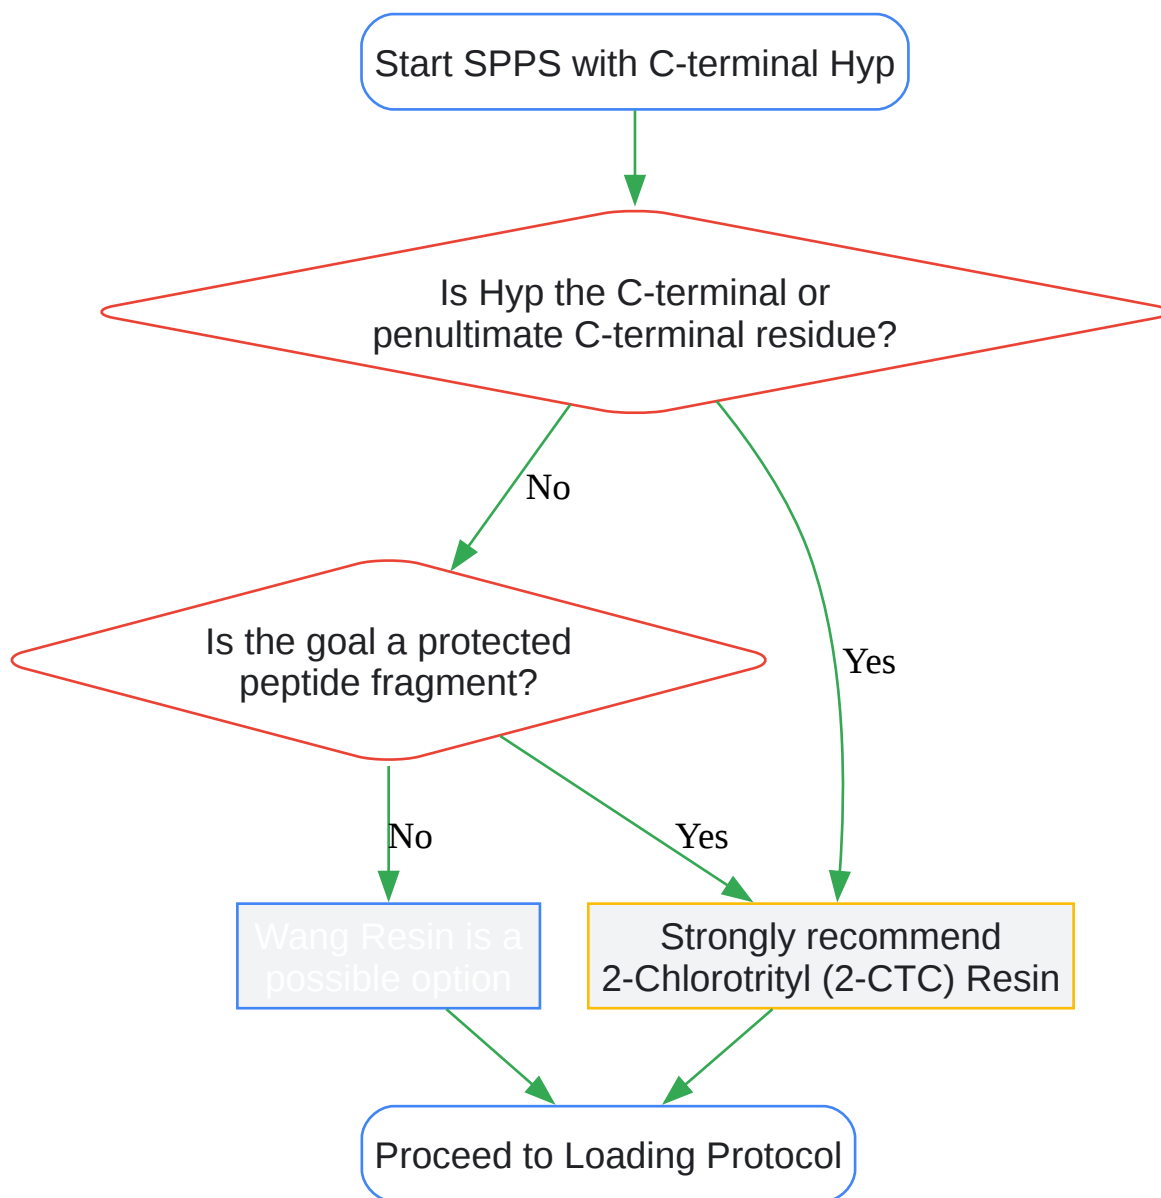 Start SPPS with C-terminal Hyp
Is Hyp the C-terminal or
penultimate C-terminal residue?
No
Is the goal a protected
peptide fragment?
Yes
No
Yes
Wang Resin is a
possible option
Strongly recommend
2-Chlorotrityl (2-CTC) Resin
Proceed to Loading Protocol